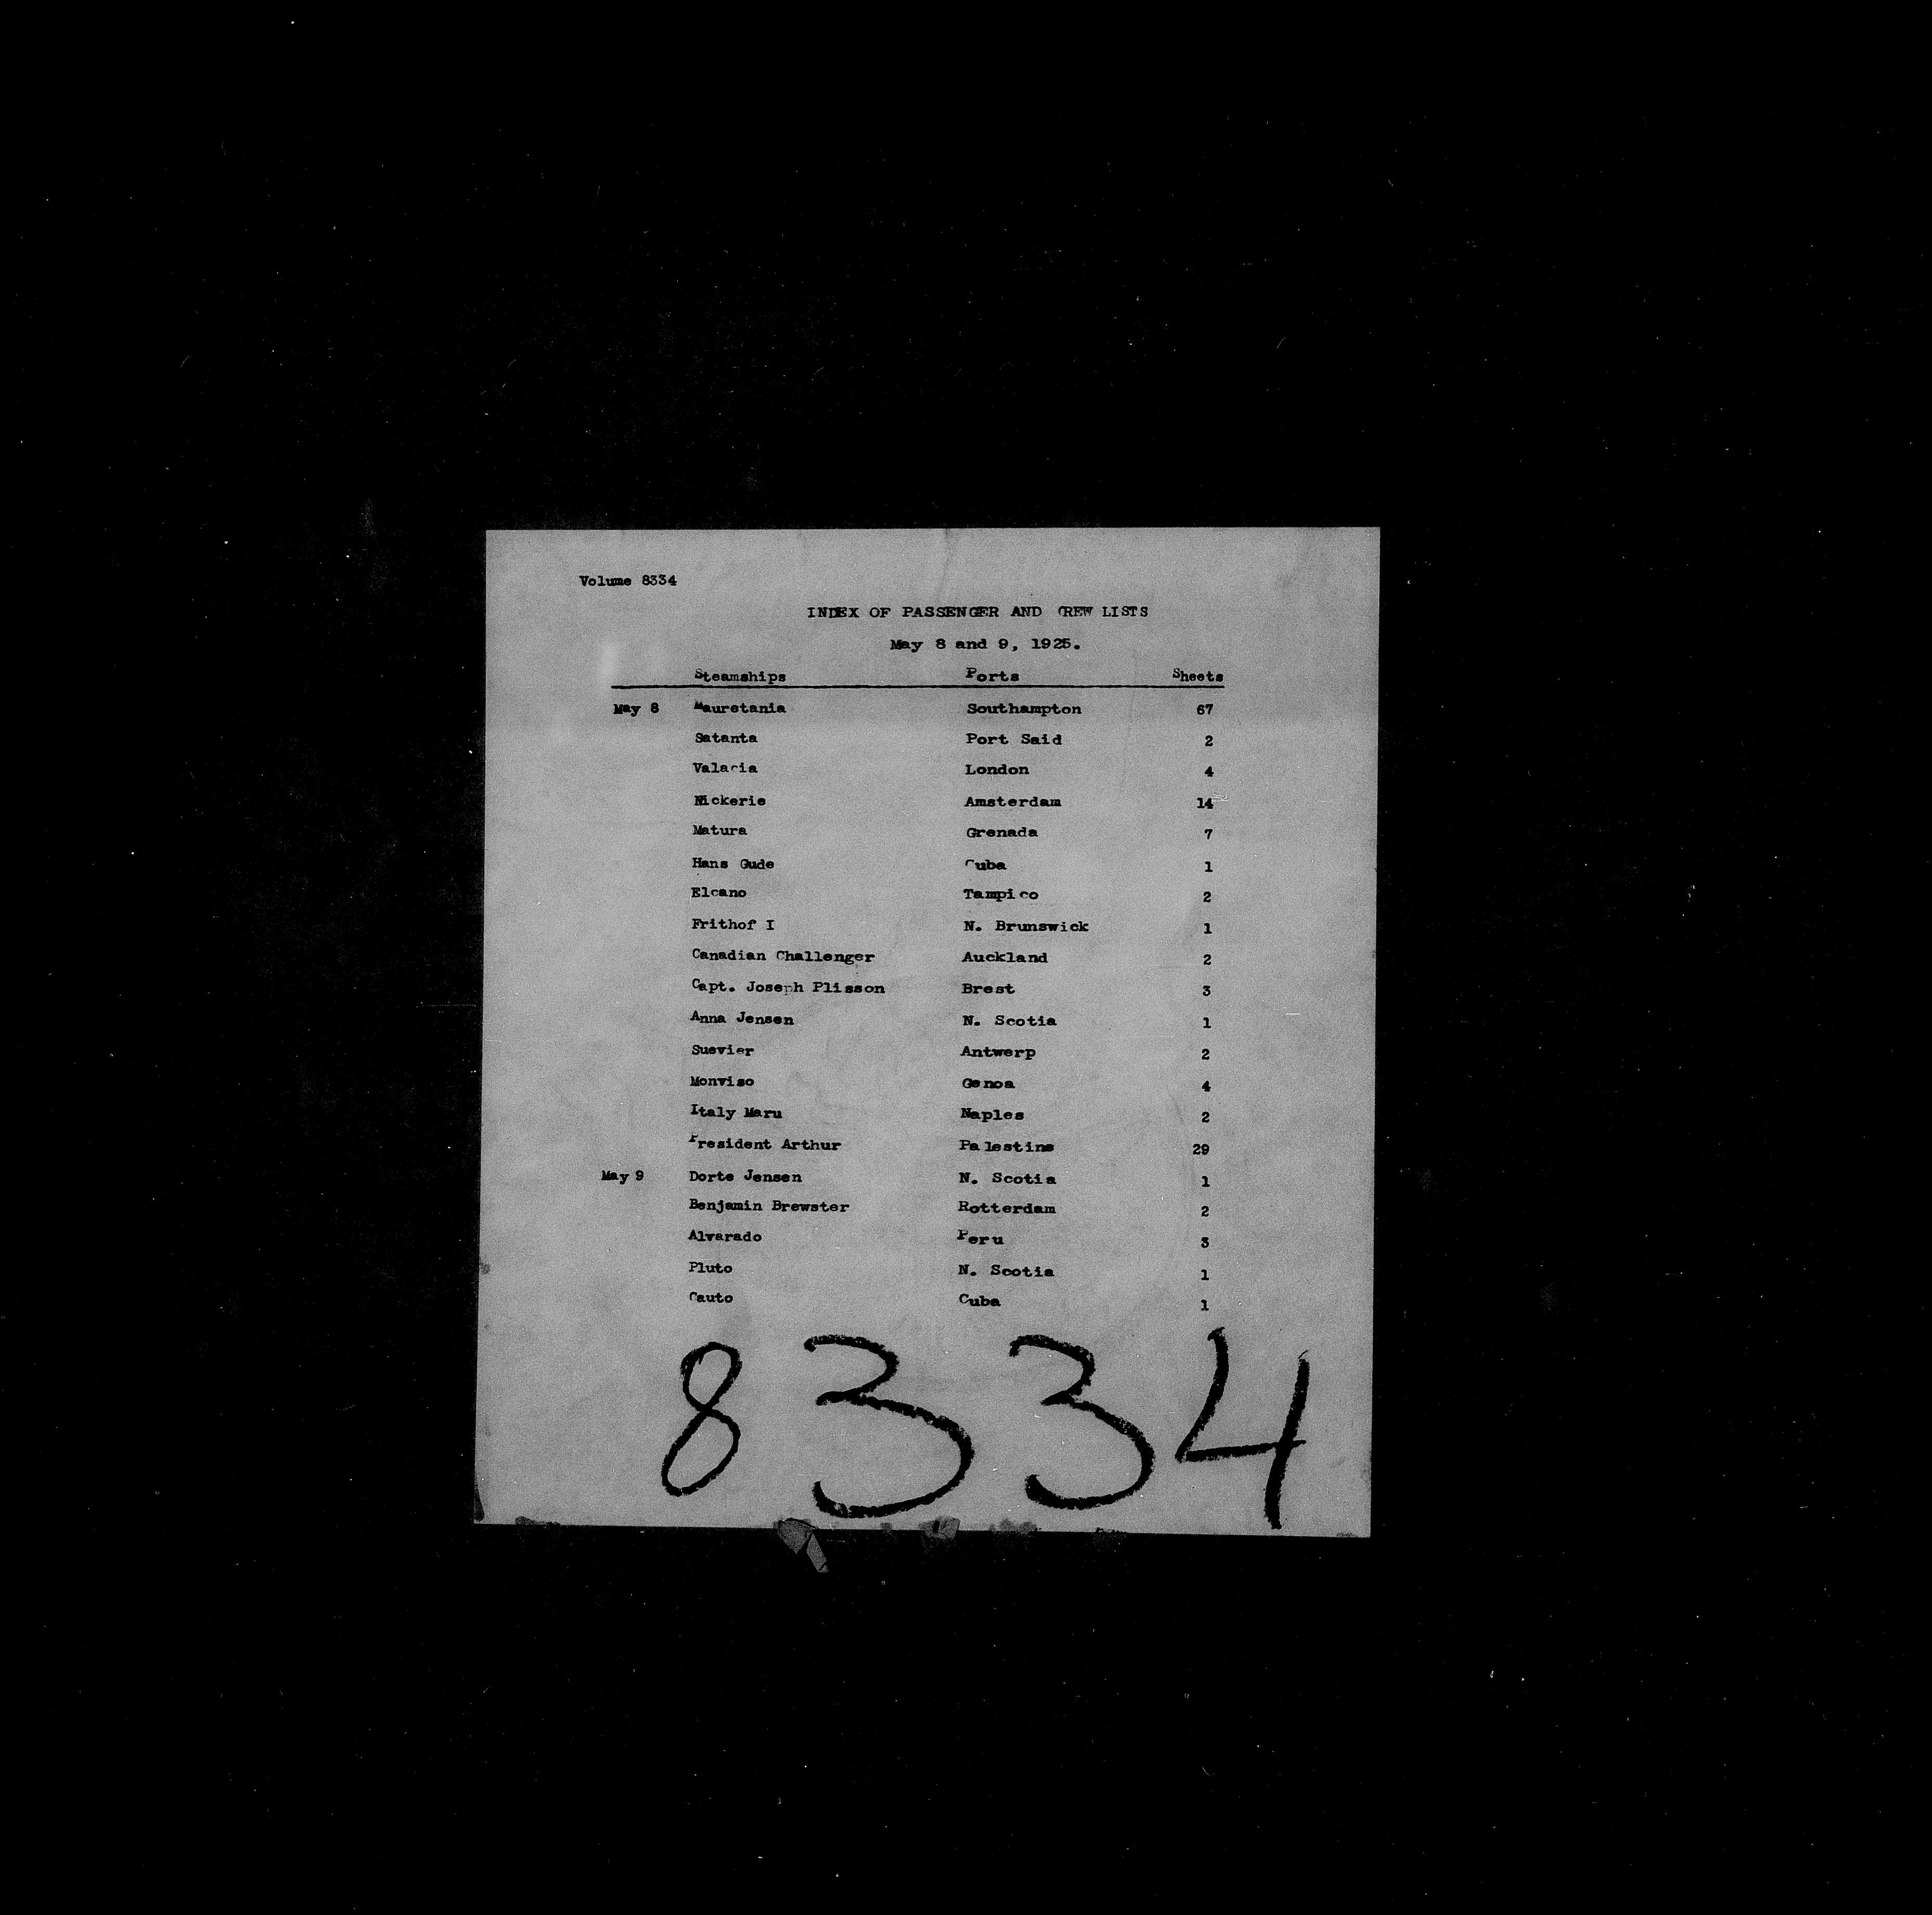 Volume 8334
INDEX OF PASSENGER AND CREW LISTS
May 8 and 9, 1925.
Steamships Ports Sheets
May 8 Mauretania Southampton 67
Satanta Port Said 2
Valacia London 4
Nickerie Amsterdam 14
Matura Grenada 7
Hans Gude Cuba 1
Elcano Tampico 2
Frithof I N. Brunswick 1
Canadian Challenger Auckland 2
Capt. Joseph Plisson Brest 3
Anna Jensen N. Scotia 1
Suevier Antwerp 2
Monviso Genoa 4
Italy Maru Naples 2
President Arthur Palestine 29
May 9 Dorte Jensen N. Scotia 1
Benjamin Brewster Rotterdam 2
Alvarado Peru 3
Pluto N. Scotia 1
Cauto Cuba 1
8334